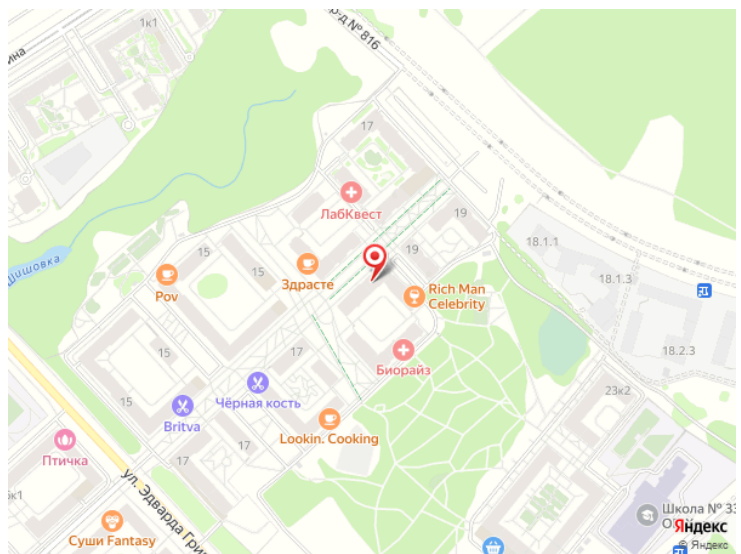 1к1
ина
р-д № 816
17
ЛабКвест
19
18.1.1
15
19
15
Здрасте
18.1.3
Шишовка
Pov
Rich Man
Celebrity
18.2.3
15
17
Биорайз
23к2
15
Чёрная кость
Britva
Lookin. Cooking
Птичка
17
17
ул. Эдварда Гри
6к1
Школа № 33
Суши Fantasy
Яндекс
© Яндекс